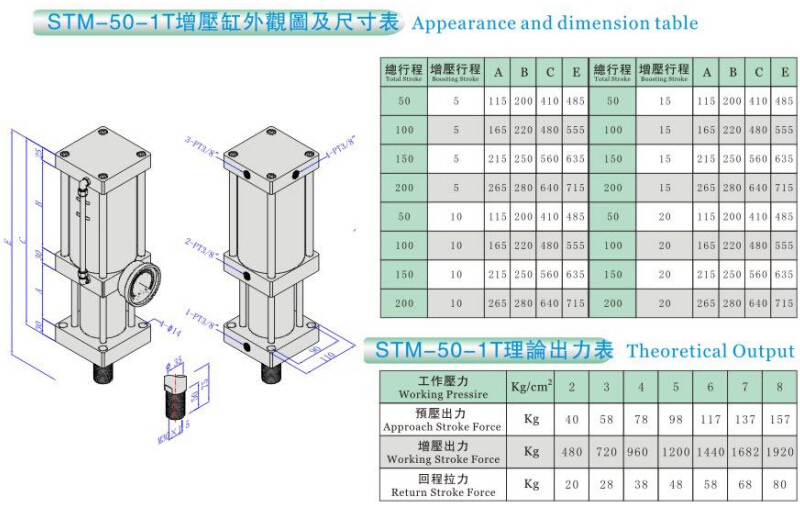 STM-50-1T增壓缸外觀圖及尺寸表 Appearance and dimension table
總行程 增壓行程 A B C E 總行程 增壓行程 A B C E
Total Stroke Boosting Stroke Total Stroke Boosting Stroke
50 5 115 200 410 485 50 15 115 200 410 485
100 5 165 220 480 555 100 15 165 220 480 555
150 5 215 250 560 635 150 15 215 250 560 635
200 5 265 280 640 715 200 15 265 280 640 715
50 10 115 200 410 485 50 20 115 200 410 485
100 10 165 220 480 555 100 20 165 220 480 555
150 10 215 250 560 635 150 20 215 250 560 635
200 10 265 280 640 715 200 20 265 280 640 715
3-PT3/8"
4-PT3/8"
2-PT3/8"
1-PT3/8"
B
E
C
A
30
30
4-Φ14
90
110
Φ 35
75
STM-50-1T理論出力表 Theoretical Output
工作壓力 Kg/cm² 2 3 4 5 6 7 8
Working Pressire
預壓出力 Kg 40 58 78 98 117 137 157
Approach Stroke Force
增壓出力 Kg 480 720 960 1200 1440 1682 1920
Working Stroke Force
回程拉力 Kg 20 28 38 48 58 68 80
Return Stroke Force